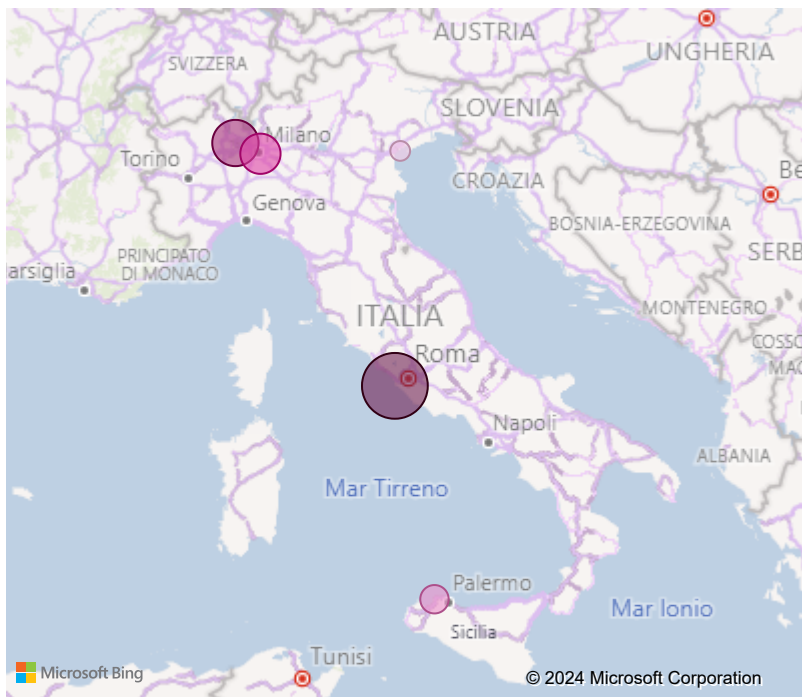 AUSTRIA
UNGHERIA
SVIZZERA
SLOVENIA
Milano
Torino
Be
CROAZIA
Genova
BOSNIA-ERZEGOVINA
PRINCIPATO
DI MONACO
SERB
arsiglia
MONTENEGRO
ITALIA
COSSO
Roma
MAC
Napoli
ALBANIA
Mar Tirreno
Palermo
Mar Ionio
Sicilia
Tunisi
Microsoft Bing
© 2024 Microsoft Corporation